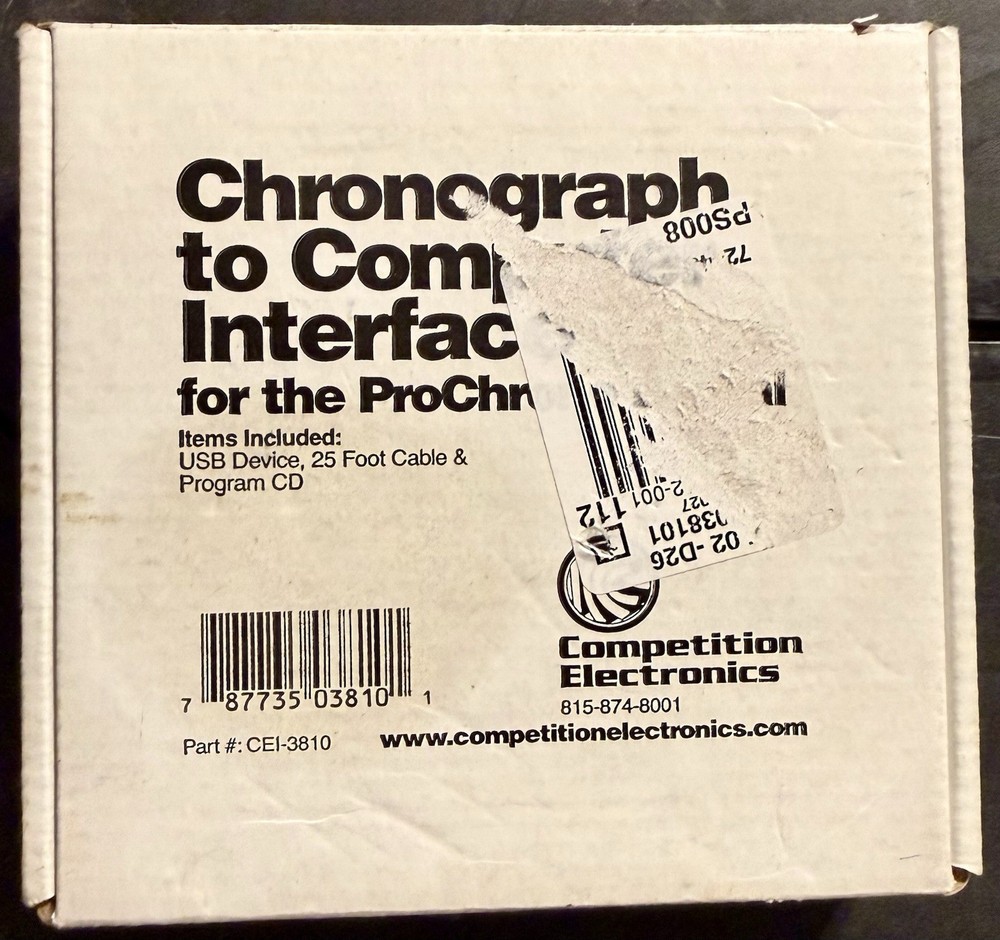 Chronograph
to Comp
Interfac
for the ProChr
Items Included:
USB Device, 25 Foot Cable &
Program CD
PS008
72
112
2-001
027
38101
02-D26
7 87735 03810 1
Part #: CEI-3810
Competition
Electronics
815-874-8001
www.competitionelectronics.com